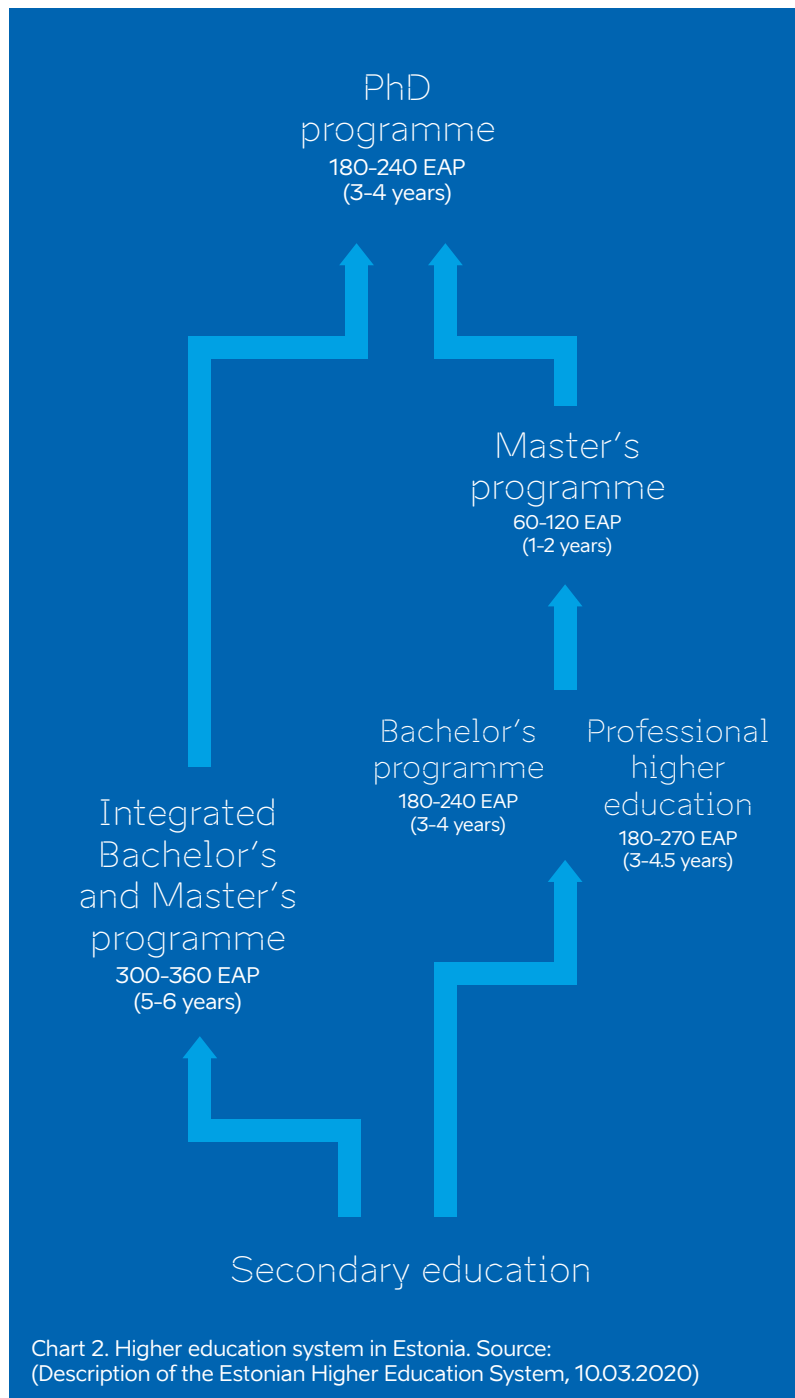 PhD
programme
180-240 EAP
(3-4 years)
Master's
programme
60-120 EAP
(1-2 years)
Bachelor's
programme
180-240 EAP
(3-4 years)
Professional
higher
education
180-270 EAP
(3-4.5 years)
Integrated
Bachelor's
and Master's
programme
300-360 EAP
(5-6 years)
Secondary education
Chart 2. Higher education system in Estonia. Source:
(Description of the Estonian Higher Education System, 10.03.2020)